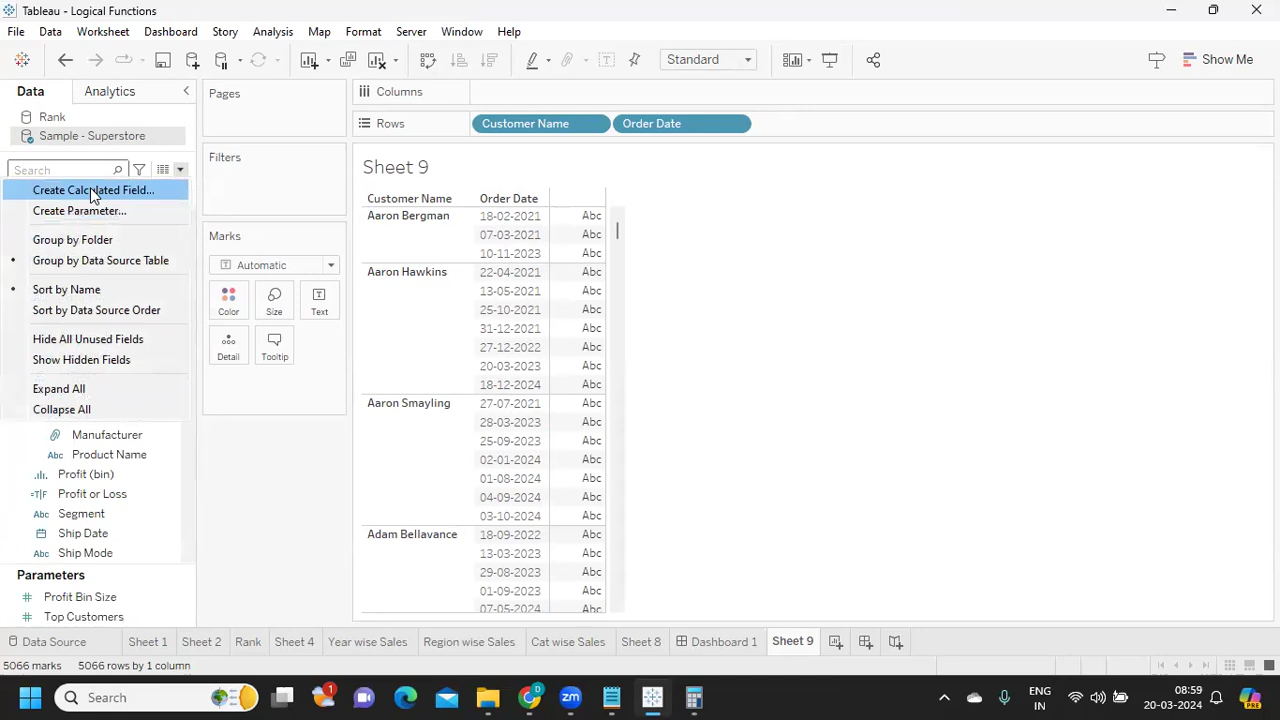 Tableau - Logical Functions
File Data Worksheet Dashboard Story Analysis Map Format Server Window Help
Standard
Show Me
Data Analytics
Rank
Sample - Superstore
Search
Create Calculated Field...
Create Parameter...
Group by Folder
Group by Data Source Table
Sort by Name
Sort by Data Source Order
Hide All Unused Fields
Show Hidden Fields
Expand All
Collapse All
Manufacturer
Abc Product Name
Profit (bin)
=T|F Profit or Loss
Abc Segment
Ship Date
Abc Ship Mode
Parameters
# Profit Bin Size
# Top Customers
Pages
Filters
Marks
T Automatic
Color Size T Text
Detail Tooltip
Columns
Rows Customer Name Order Date
Sheet 9
Customer Name Order Date
Aaron Bergman 18-02-2021 Abc
07-03-2021 Abc
10-11-2023 Abc
Aaron Hawkins 22-04-2021 Abc
13-05-2021 Abc
25-10-2021 Abc
31-12-2021 Abc
27-12-2022 Abc
20-03-2023 Abc
18-12-2024 Abc
Aaron Smayling 27-07-2021 Abc
28-03-2023 Abc
25-09-2023 Abc
02-01-2024 Abc
01-08-2024 Abc
04-09-2024 Abc
03-10-2024 Abc
Adam Bellavance 18-09-2022 Abc
13-03-2023 Abc
29-08-2023 Abc
01-09-2023 Abc
07-05-2024 Abc
Data Source Sheet 1 Sheet 2 Rank Sheet 4 Year wise Sales Region wise Sales Cat wise Sales Sheet 8 Dashboard 1 Sheet 9
5066 marks 5066 rows by 1 column
Search
1
D
zm
ENG
IN
08:59
20-03-2024
PRE